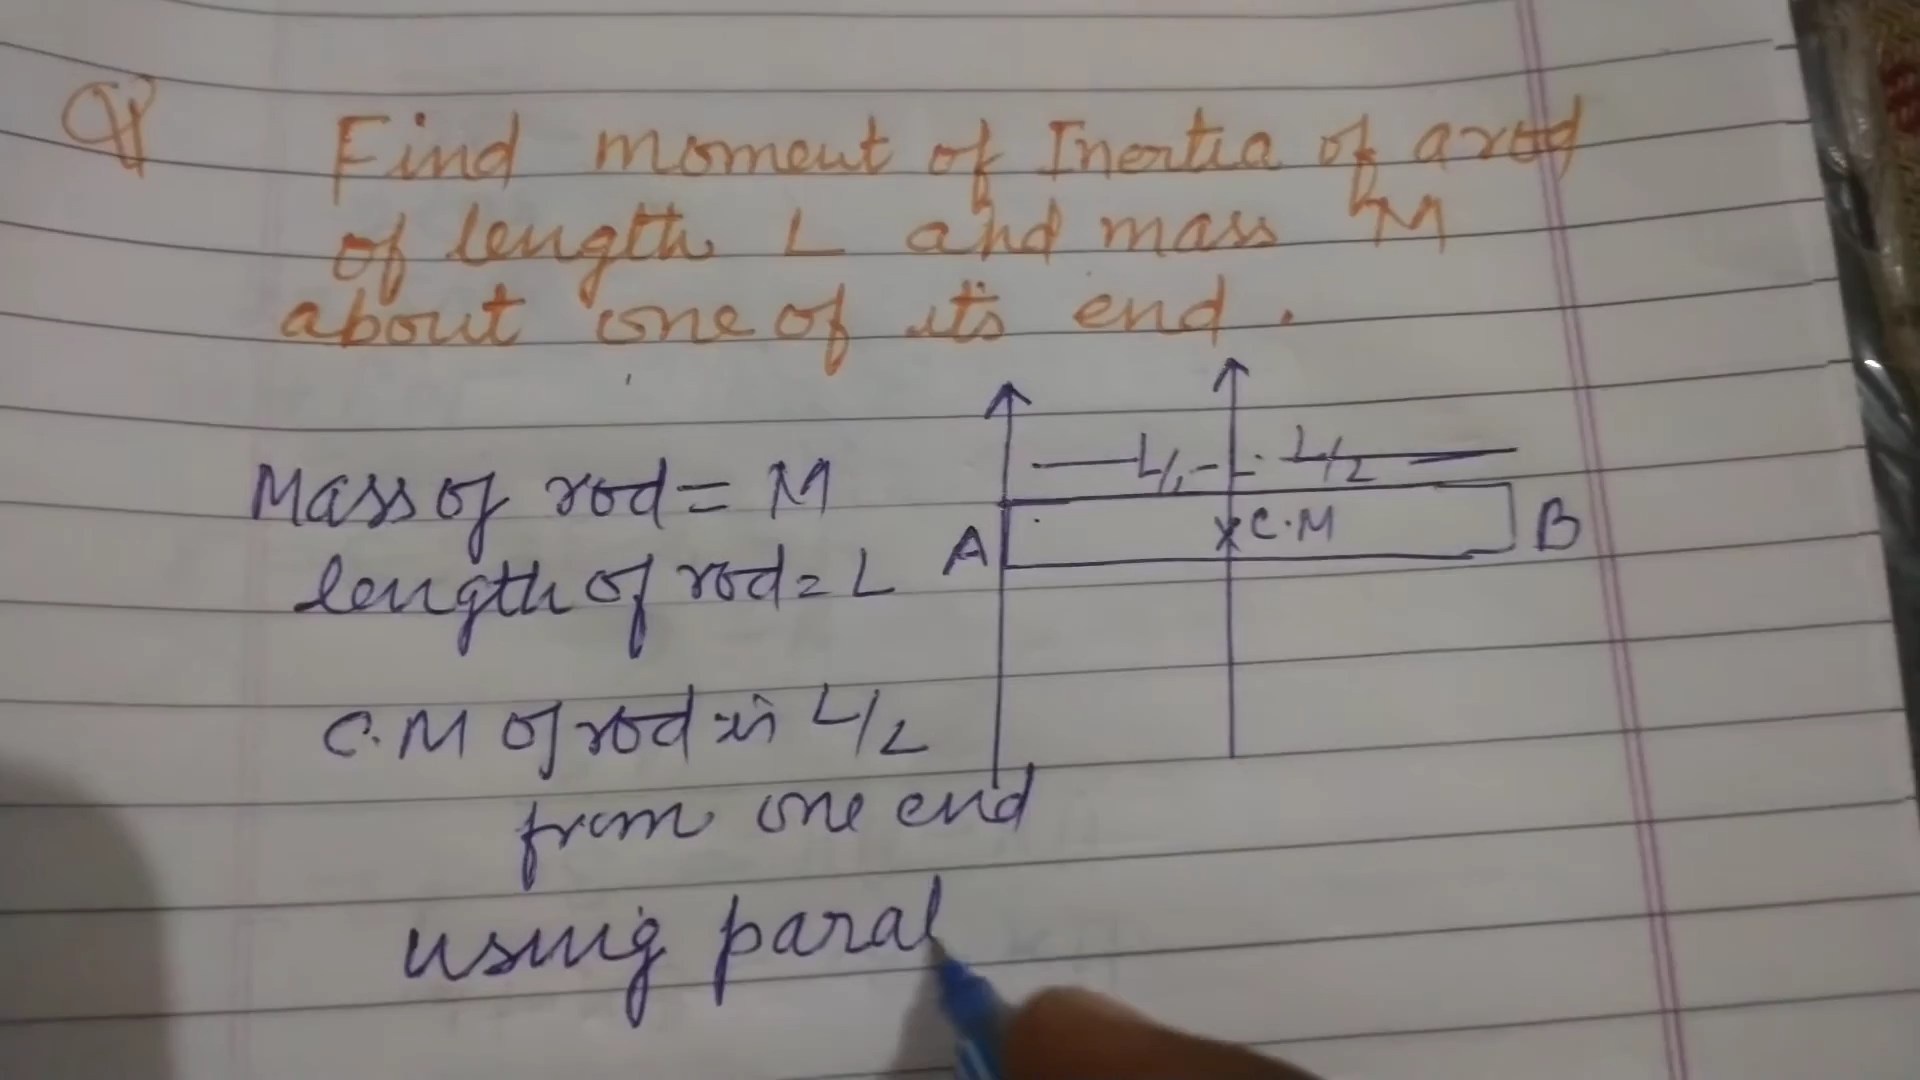 Q Find moment of Inertia of a rod
of length L and mass M
about one of its end.
L/2 L/2
Mass of rod = M
A × C.M B
length of rod = L
C.M of rod is L/2
from one end
using paral